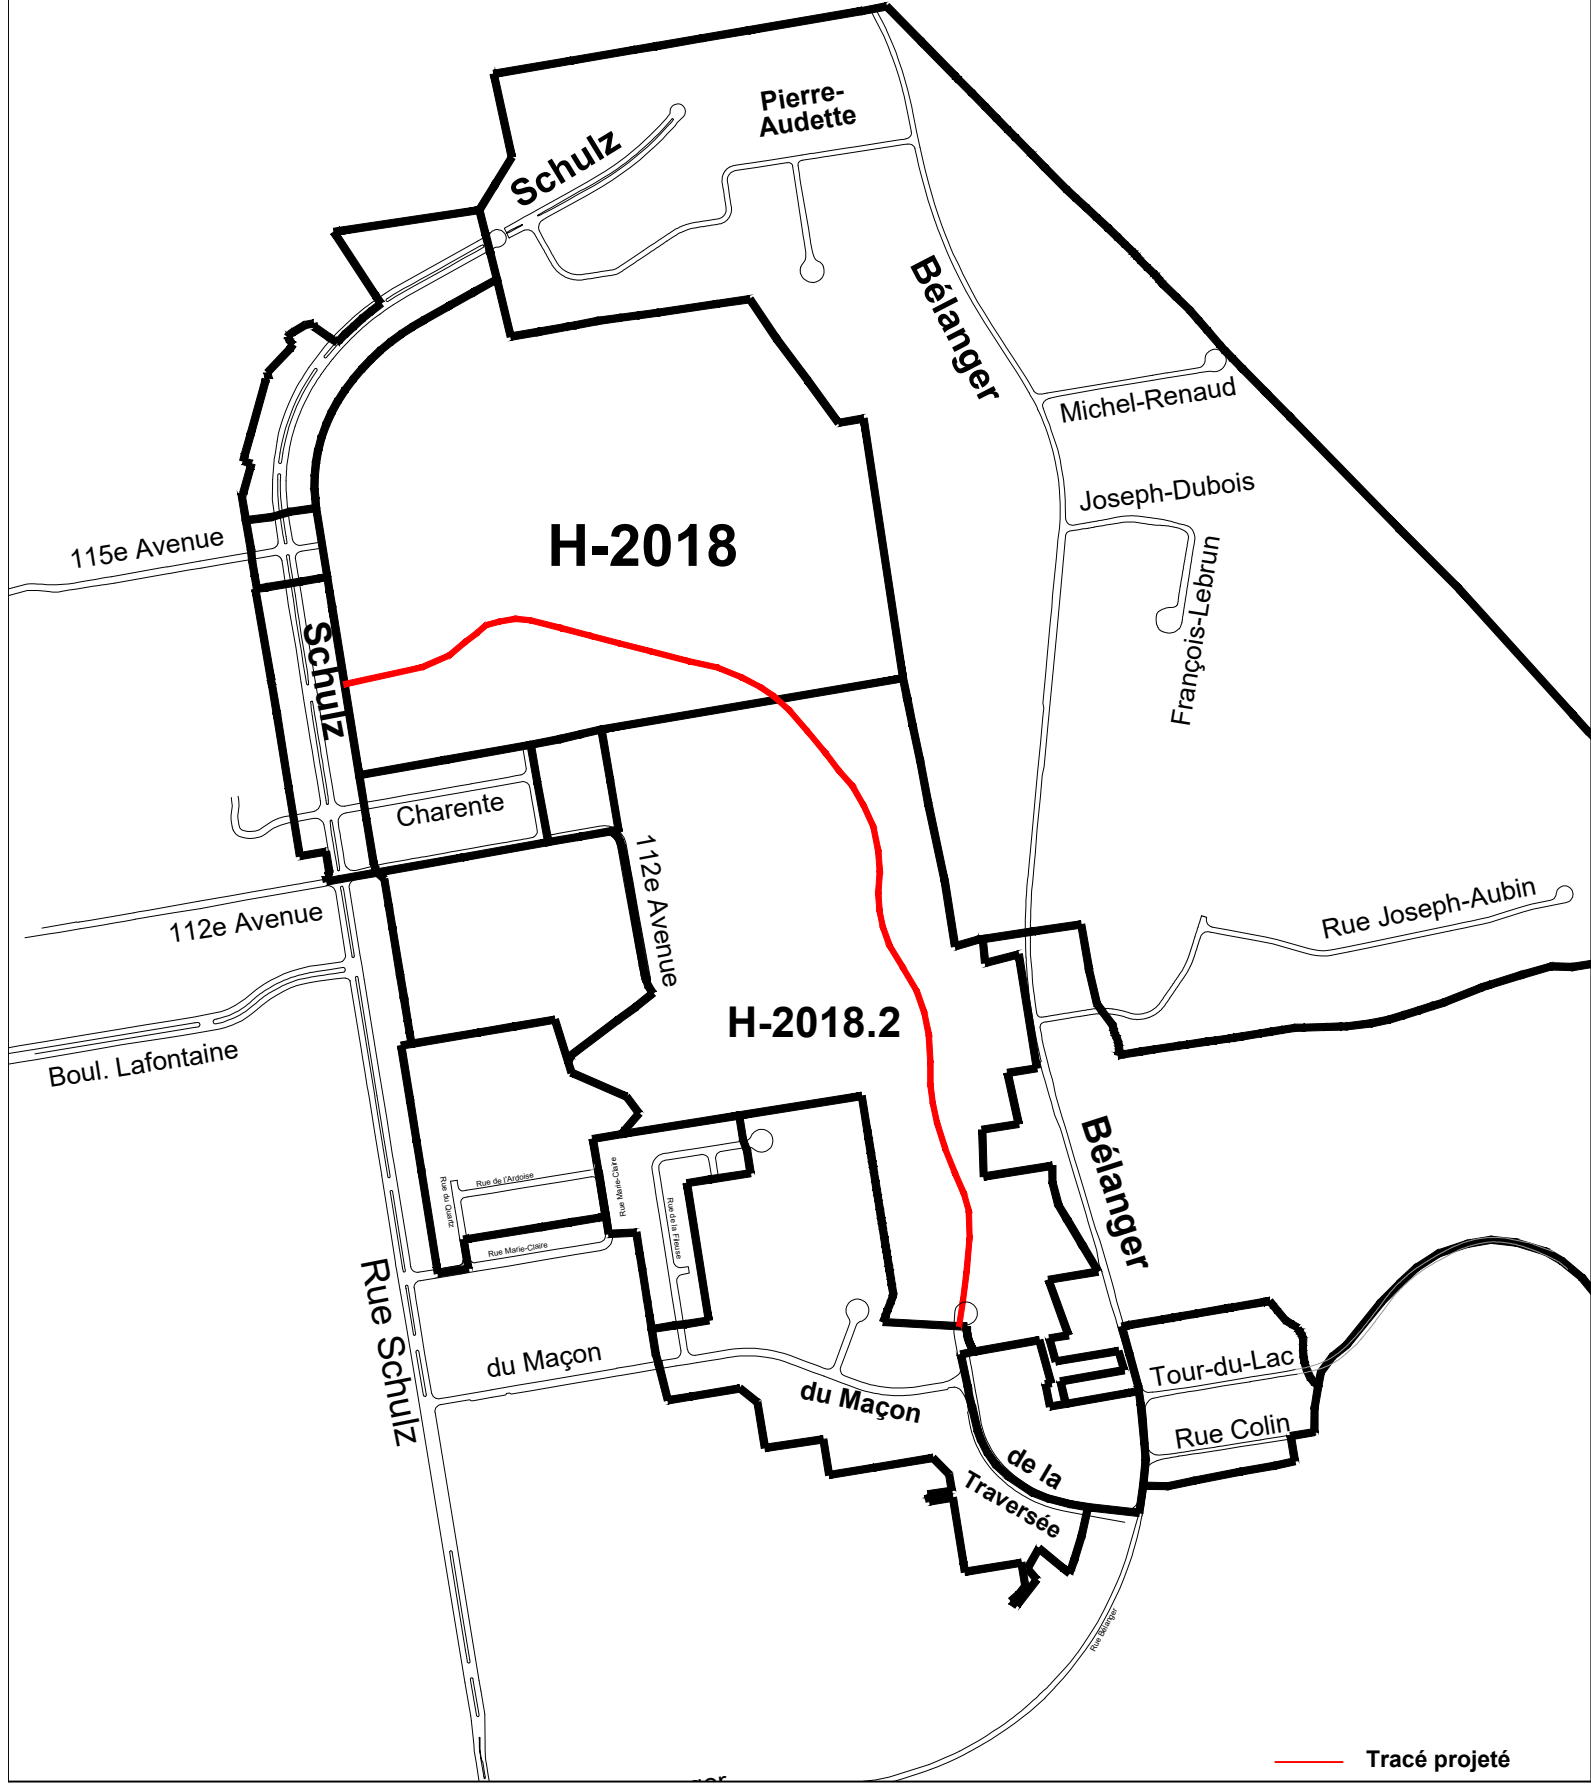 Pierre-
Audette
Schulz
Bélanger
Michel-Renaud
Joseph-Dubois
François-Lebrun
115e Avenue
H-2018
Schulz
Charente
112e Avenue
112e Avenue
Rue Joseph-Aubin
H-2018.2
Boul. Lafontaine
Bélanger
Rue du Quartz
Rue de l'Ardoise
Rue Marie-Claire
Rue de la Fileuse
Rue Marie-Claire
Rue Schulz
du Maçon
Tour-du-Lac
du Maçon
Rue Colin
de la
Traversée
Rue Bélanger
Tracé projeté